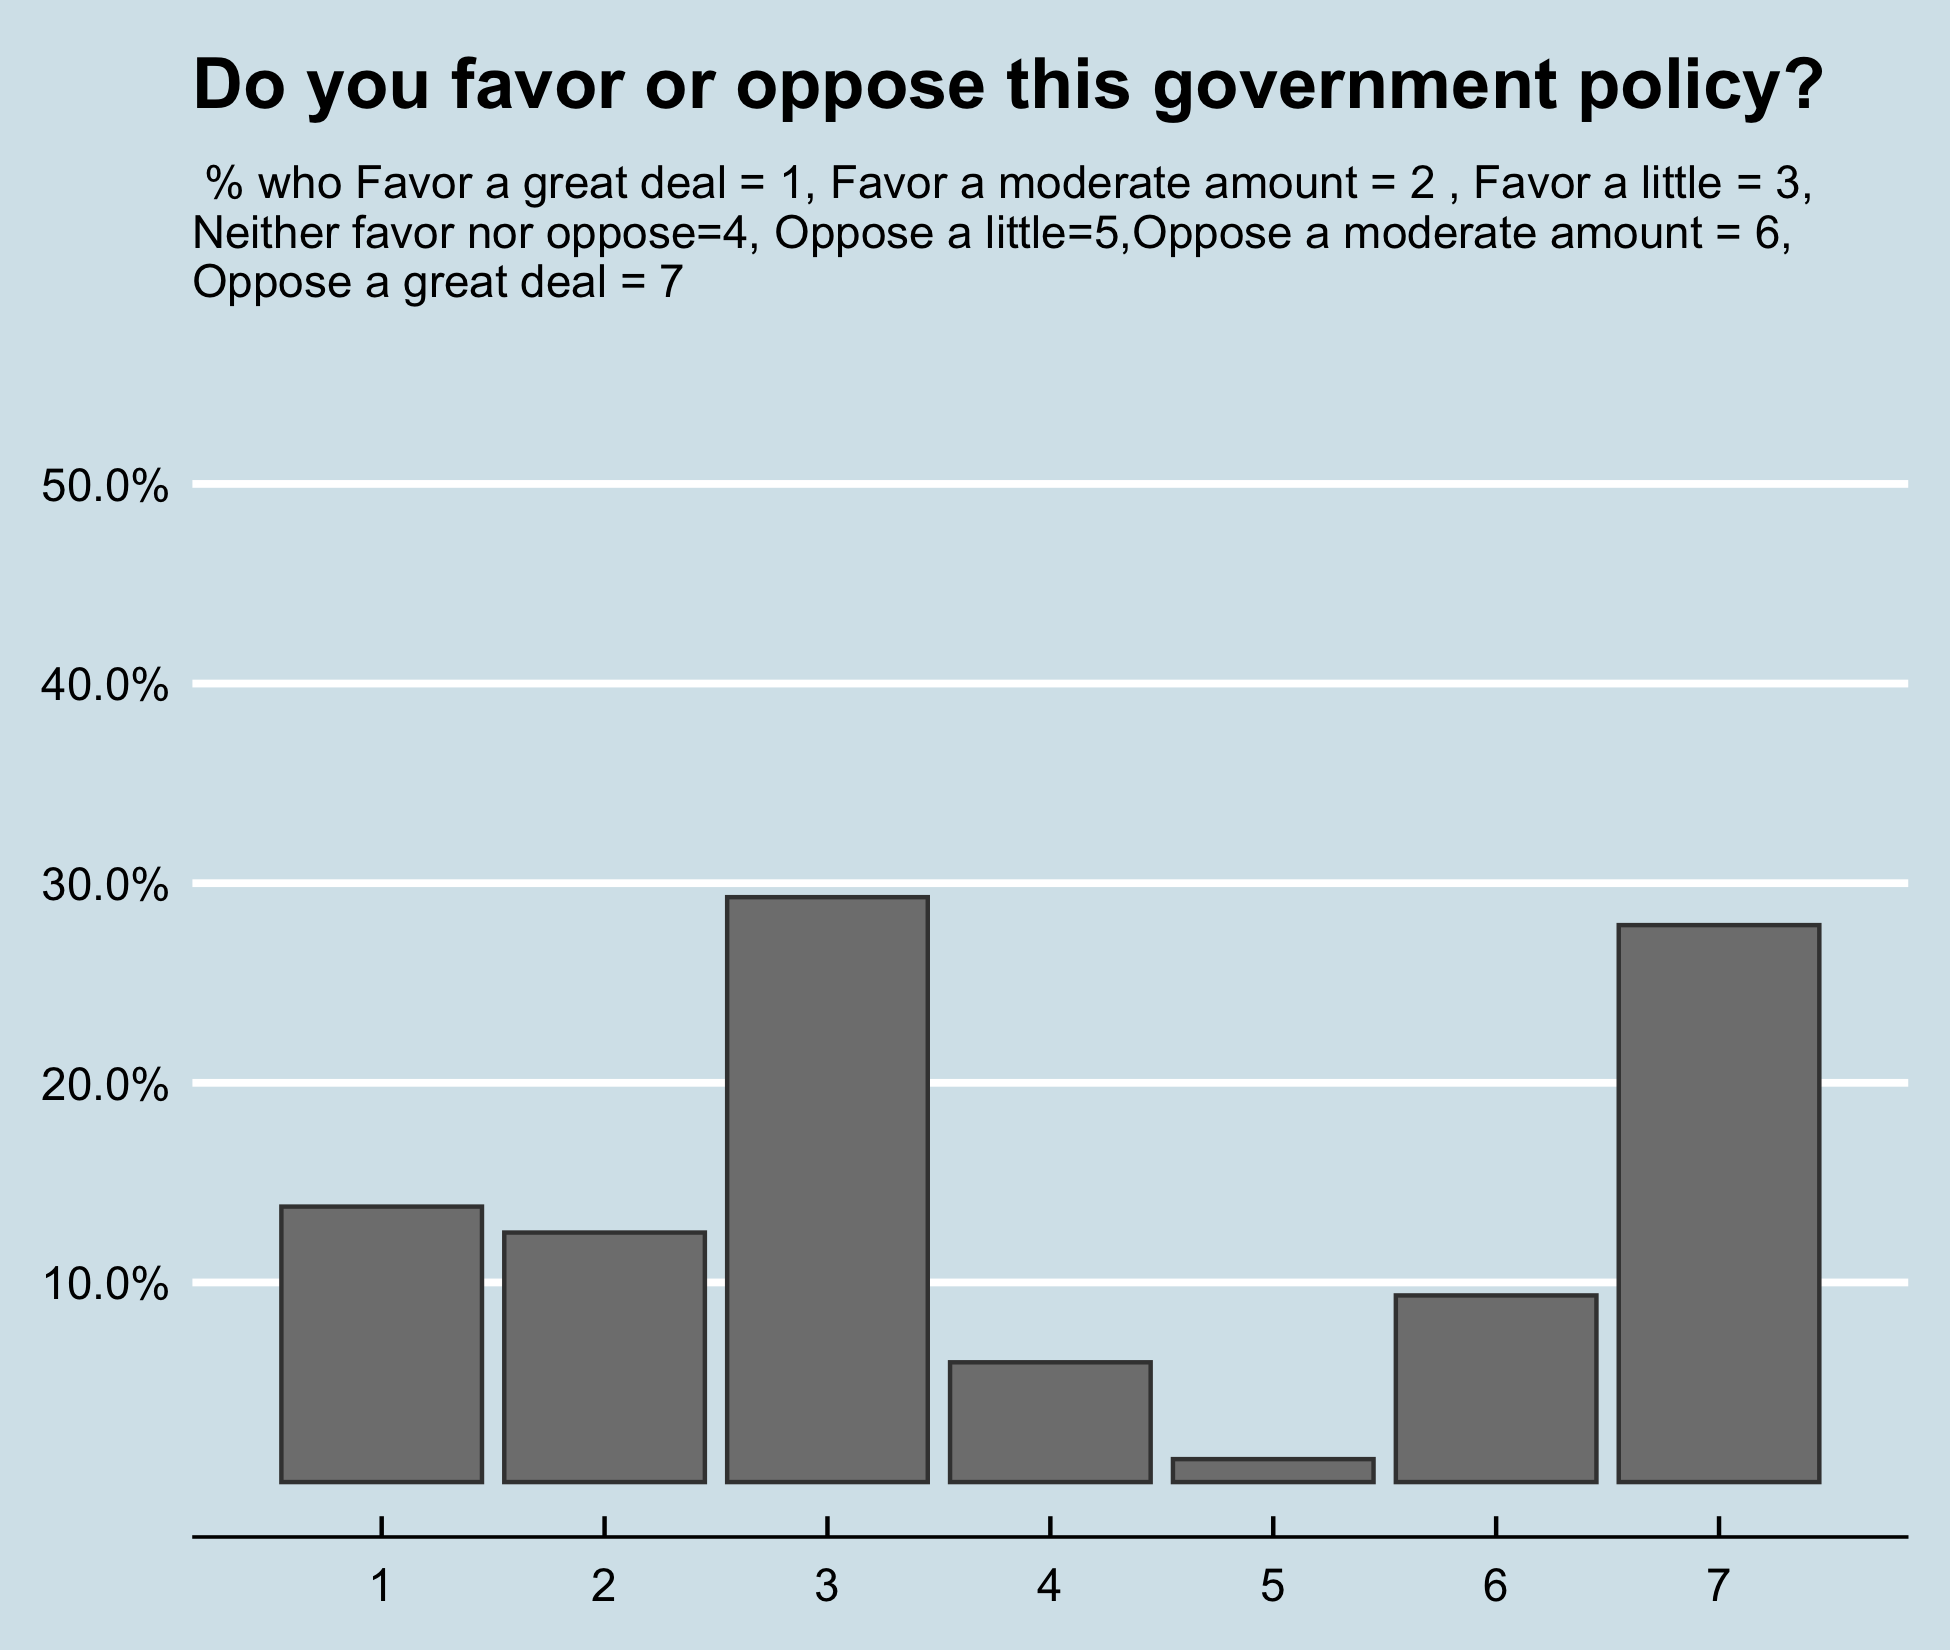 Do you favor or oppose this government policy?
% who Favor a great deal = 1, Favor a moderate amount = 2 , Favor a little = 3,
Neither favor nor oppose=4, Oppose a little=5,Oppose a moderate amount = 6,
Oppose a great deal = 7
50.0%
40.0%
30.0%
20.0%
10.0%
1 2 3 4 5 6 7